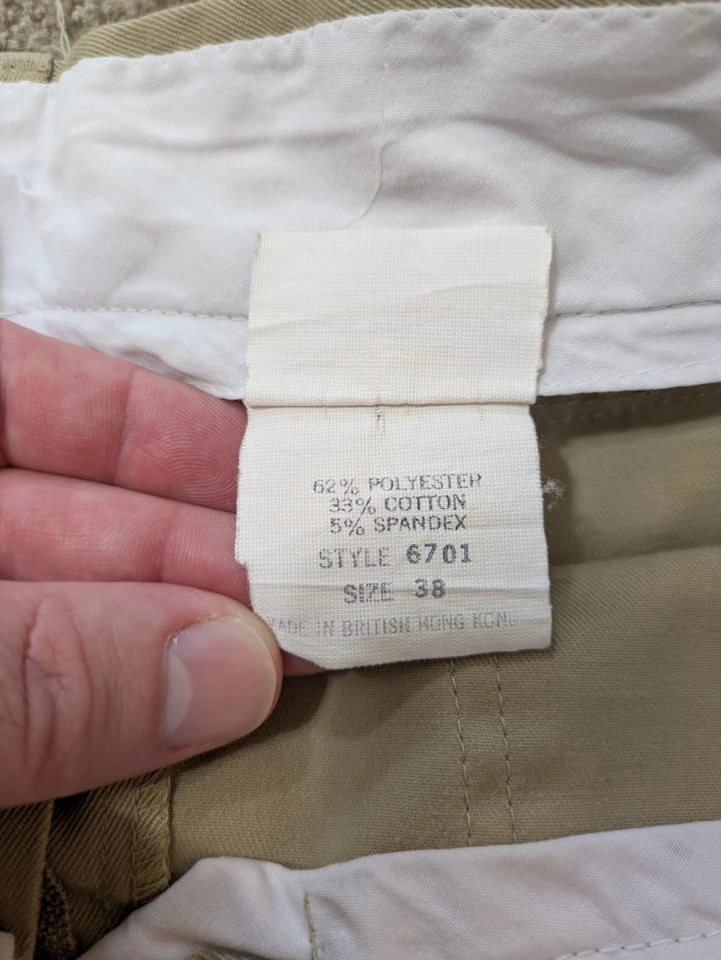 62% POLYESTER
33% COTTON
5% SPANDEX
STYLE 6701
SIZE 38
MADE IN BRITISH HONG KONG